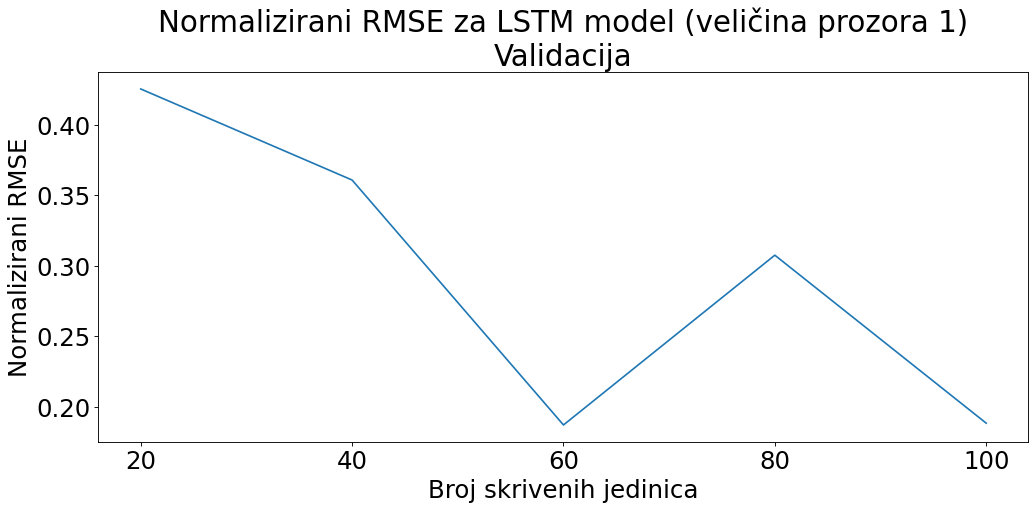 Normalizirani RMSE za LSTM model (veličina prozora 1)
Validacija
Normalizirani RMSE
0.40
0.35
0.30
0.25
0.20
20 40 60 80 100
Broj skrivenih jedinica